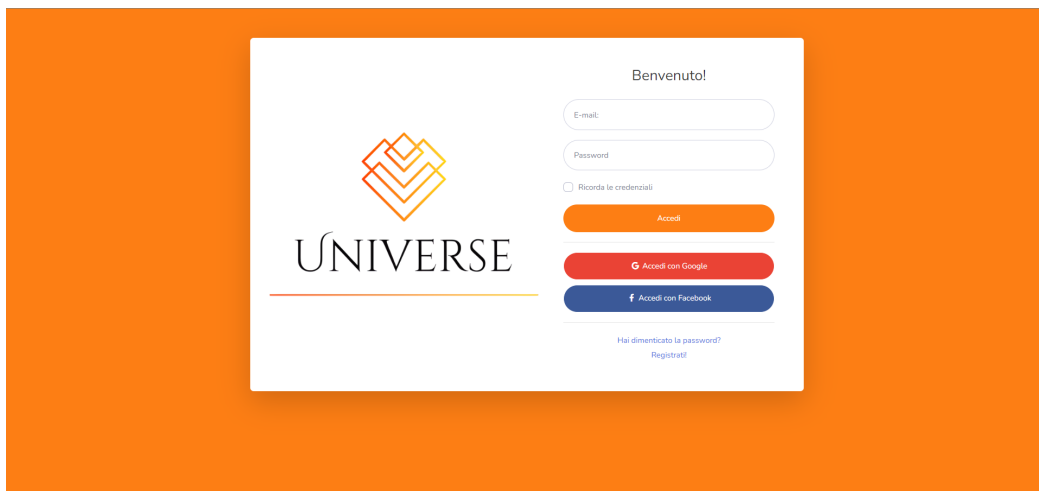 Benvenuto!
E-mail:
Password
Ricorda le credenziali
Accedi
UNIVERSE
Accedi con Google
Accedi con Facebook
Hai dimenticato la password?
Registrati!